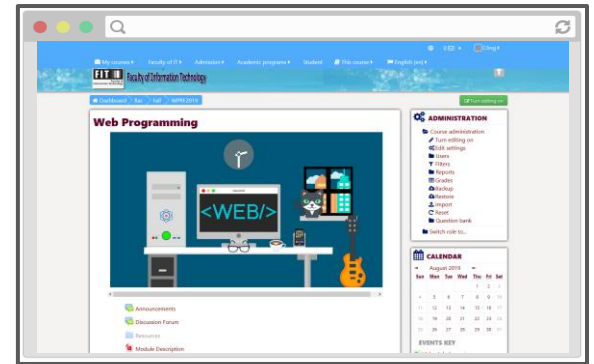 My courses Faculty of IT Admission Academic programs Student This course English (en)
FIT Faculty of Information Technology
Dashboard Fall WPR 2019 Turn editing on
Web Programming
<WEB/>
Announcements
Discussion Forum
Resources
Module Description
ADMINISTRATION
Course administration
Turn editing on
Edit settings
Users
Filters
Reports
Grades
Backup
Restore
Import
Reset
Question bank
Switch role to...
CALENDAR
August 2019
Sun Mon Tue Wed Thu Fri Sat
1 2 3
4 5 6 7 8 9 10
11 12 13 14 15 16 17
18 19 20 21 22 23 24
25 26 27 28 29 30 31
EVENTS KEY